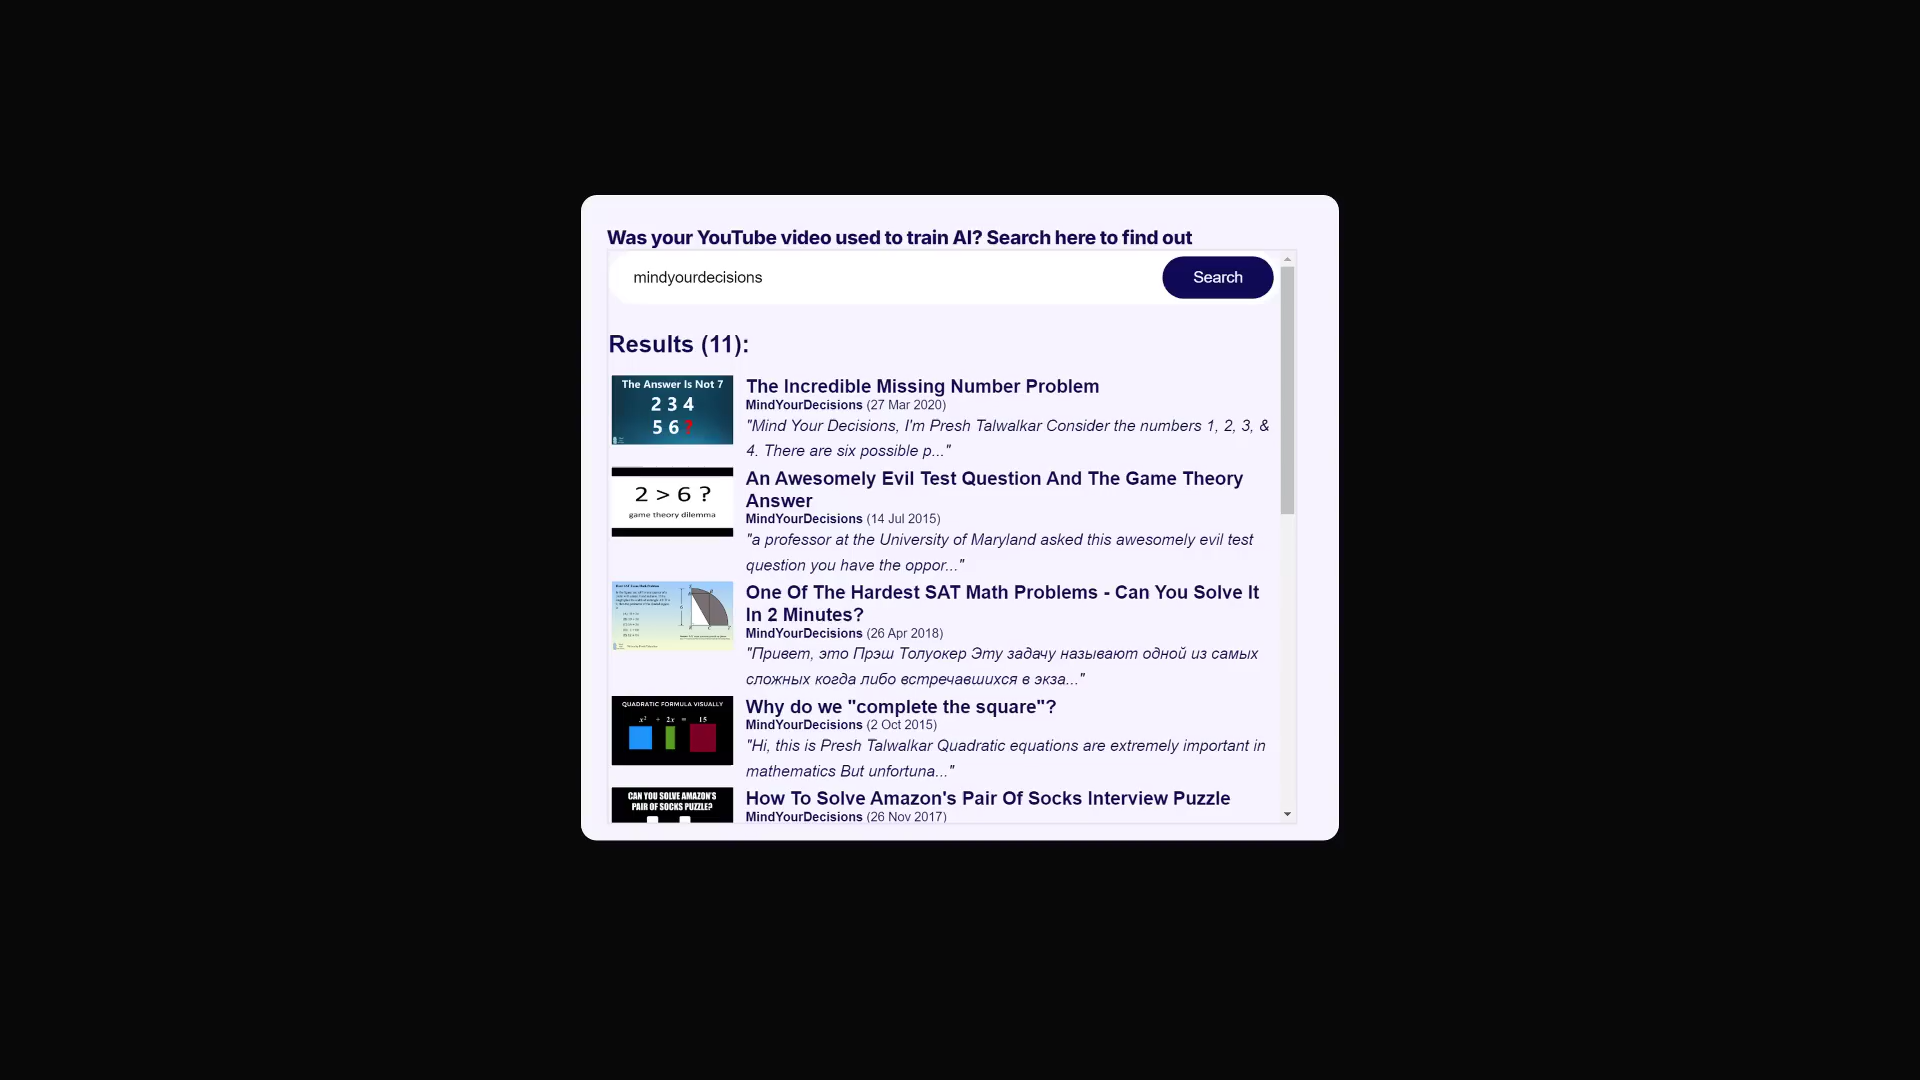 Was your YouTube video used to train AI? Search here to find out
mindyourdecisions
Search
Results (11):
The Answer Is Not 7
2 3 4
5 6 ?
The Incredible Missing Number Problem
MindYourDecisions (27 Mar 2020)
"Mind Your Decisions, I'm Presh Talwalkar Consider the numbers 1, 2, 3, &
4. There are six possible p..."
2 > 6 ?
game theory dilemma
An Awesomely Evil Test Question And The Game Theory
Answer
MindYourDecisions (14 Jul 2015)
"a professor at the University of Maryland asked this awesomely evil test
question you have the oppor..."
One Of The Hardest SAT Math Problems - Can You Solve It
In 2 Minutes?
MindYourDecisions (26 Apr 2018)
"Привет, это Прэш Толуокер Эту задачу называют одной из самых
сложных когда либо встречавшихся в экза..."
QUADRATIC FORMULA VISUALLY
x² + 2x = 15
Why do we "complete the square"?
MindYourDecisions (2 Oct 2015)
"Hi, this is Presh Talwalkar Quadratic equations are extremely important in
mathematics But unfortuna..."
CAN YOU SOLVE AMAZON'S
PAIR OF SOCKS PUZZLE?
How To Solve Amazon's Pair Of Socks Interview Puzzle
MindYourDecisions (26 Nov 2017)